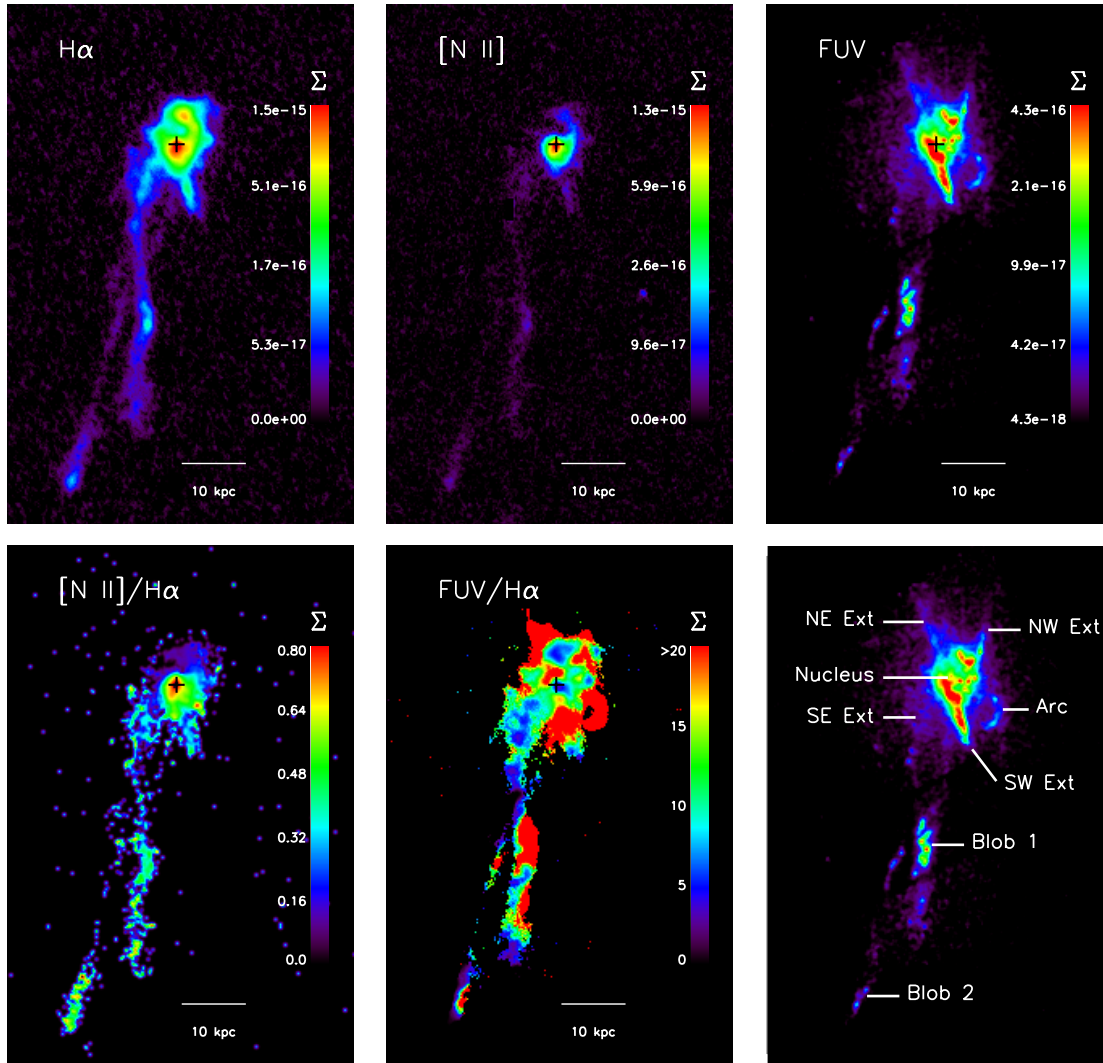 Hα
Σ
1.5e-15
5.1e-16
1.7e-16
5.3e-17
0.0e+00
10 kpc
[N II]
Σ
1.3e-15
5.9e-16
2.6e-16
9.6e-17
0.0e+00
10 kpc
FUV
Σ
4.3e-16
2.1e-16
9.9e-17
4.2e-17
4.3e-18
10 kpc
[N II]/Hα
Σ
0.80
0.64
0.48
0.32
0.16
0.0
10 kpc
FUV/Hα
Σ
>20
15
10
5
0
10 kpc
NE Ext
NW Ext
Nucleus
SE Ext
Arc
SW Ext
Blob 1
Blob 2